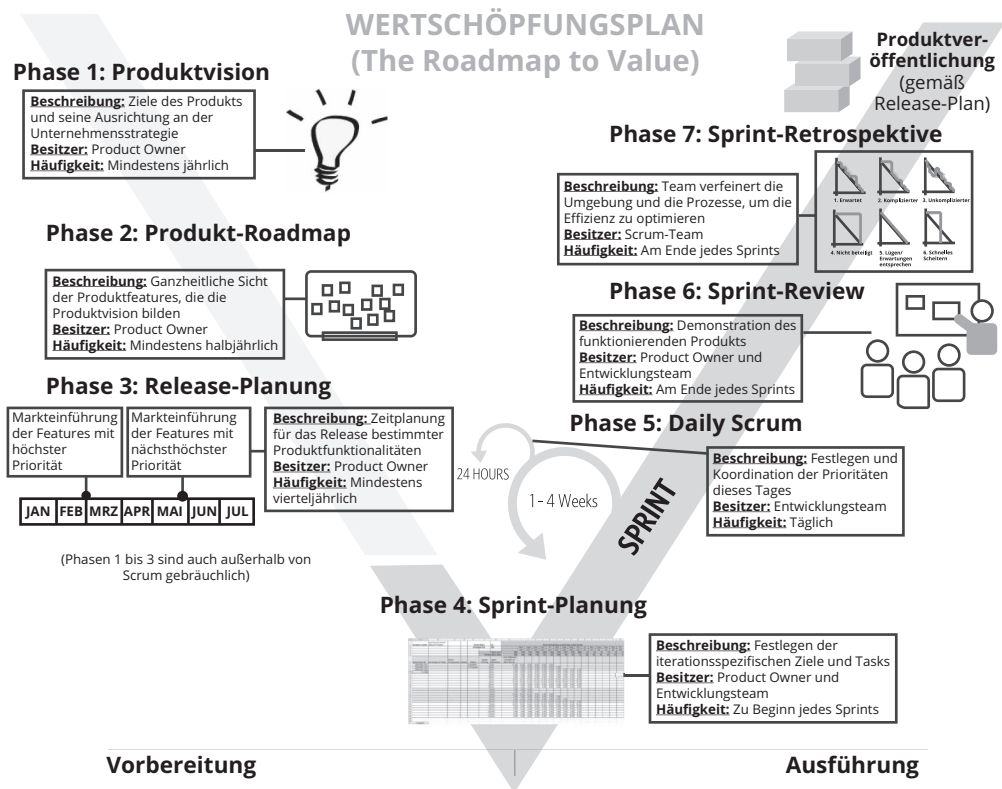 WERTSCHÖPFUNGSPLAN
(The Roadmap to Value)
Phase 1: Produktvision
Beschreibung: Ziele des Produkts
und seine Ausrichtung an der
Unternehmensstrategie
Besitzer: Product Owner
Häufigkeit: Mindestens jährlich
Phase 2: Produkt-Roadmap
Beschreibung: Ganzheitliche Sicht
der Produktfeatures, die die
Produktvision bilden
Besitzer: Product Owner
Häufigkeit: Mindestens halbjährlich
Phase 3: Release-Planung
Markteinführung
der Features mit
höchster
Priorität
Markteinführung
der Features mit
nächsthöchster
Priorität
Beschreibung: Zeitplanung
für das Release bestimmter
Produktfunktionalitäten
Besitzer: Product Owner
Häufigkeit: Mindestens
vierteljährlich
JAN FEB MRZ APR MAI JUN JUL
(Phasen 1 bis 3 sind auch außerhalb von
Scrum gebräuchlich)
Phase 4: Sprint-Planung
Beschreibung: Festlegen der
iterationsspezifischen Ziele und Tasks
Besitzer: Product Owner und
Entwicklungsteam
Häufigkeit: Zu Beginn jedes Sprints
24 HOURS
1 - 4 Weeks
SPRINT
Phase 5: Daily Scrum
Beschreibung: Festlegen und
Koordination der Prioritäten
dieses Tages
Besitzer: Entwicklungsteam
Häufigkeit: Täglich
Phase 6: Sprint-Review
Beschreibung: Demonstration des
funktionierenden Produkts
Besitzer: Product Owner und
Entwicklungsteam
Häufigkeit: Am Ende jedes Sprints
Phase 7: Sprint-Retrospektive
Beschreibung: Team verfeinert die
Umgebung und die Prozesse, um die
Effizienz zu optimieren
Besitzer: Scrum-Team
Häufigkeit: Am Ende jedes Sprints
1. Erwartet
2. Komplizierter
3. Unkomplizierter
4. Nicht beteiligt
5. Lügen/
Erwartungen
entsprechen
6. Schnelles
Scheitern
Produktver-
öffentlichung
(gemäß
Release-Plan)
Vorbereitung
Ausführung